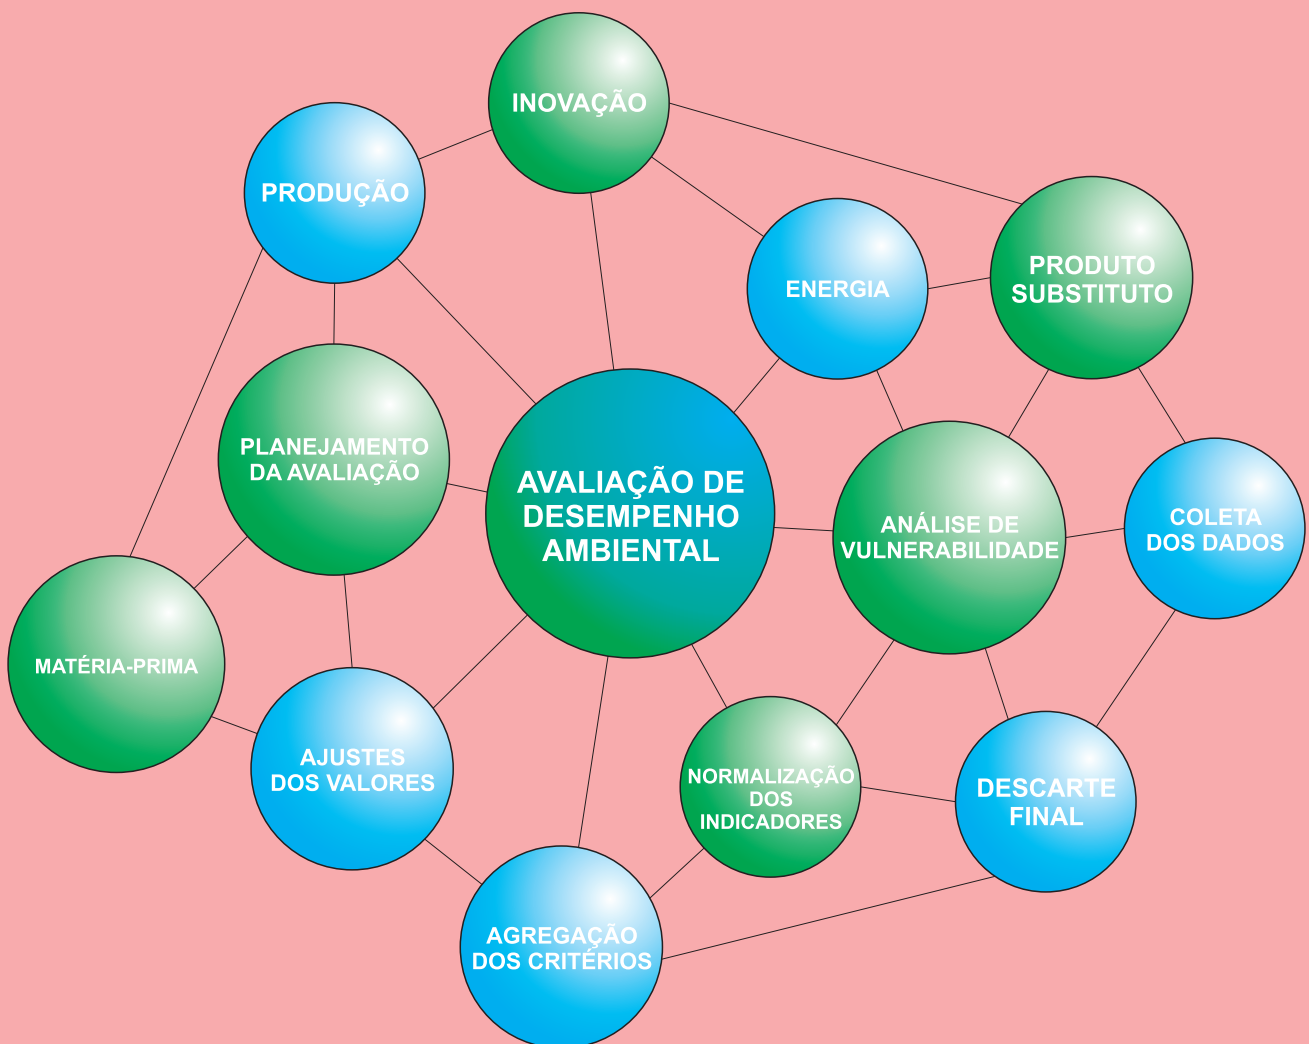 INOVAÇÃO
PRODUÇÃO
ENERGIA
PRODUTO
SUBSTITUTO
PLANEJAMENTO
DA AVALIAÇÃO
AVALIAÇÃO DE
DESEMPENHO
AMBIENTAL
ANÁLISE DE
VULNERABILIDADE
COLETA
DOS DADOS
MATÉRIA-PRIMA
AJUSTES
DOS VALORES
NORMALIZAÇÃO
DOS
INDICADORES
DESCARTE
FINAL
AGREGAÇÃO
DOS CRITÉRIOS